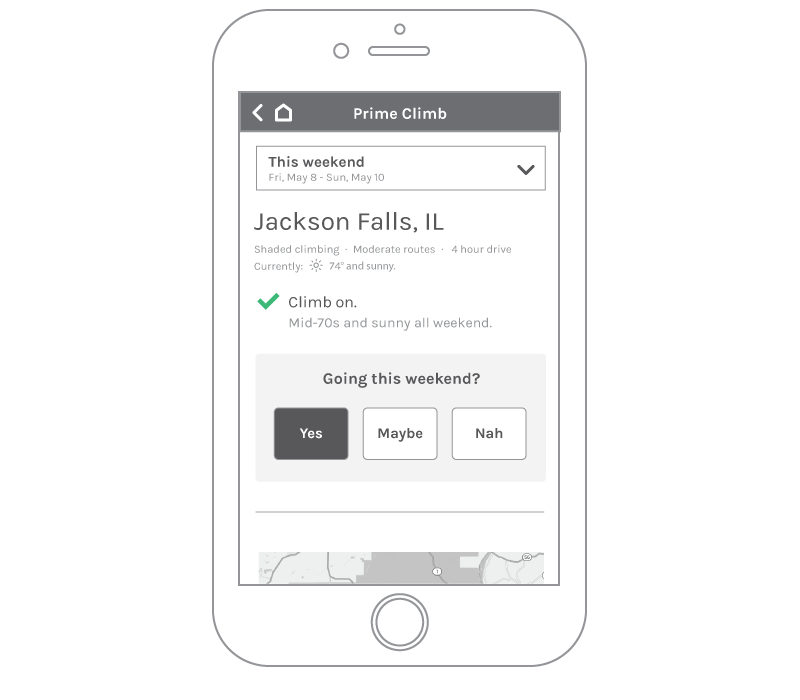 Prime Climb
This weekend
Fri, May 8 - Sun, May 10
Jackson Falls, IL
Shaded climbing · Moderate routes · 4 hour drive
Currently: 74° and sunny.
Climb on.
Mid-70s and sunny all weekend.
Going this weekend?
Yes Maybe Nah
56
1